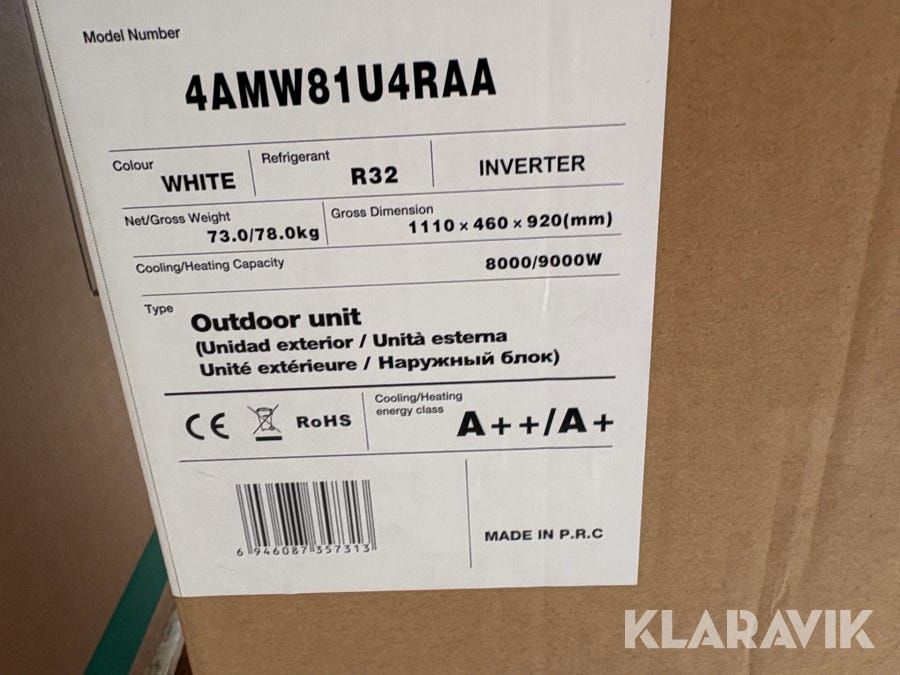 Model Number
4AMW81U4RAA
Colour WHITE Refrigerant R32 INVERTER
Net/Gross Weight 73.0/78.0kg Gross Dimension 1110 x 460 x 920(mm)
Cooling/Heating Capacity 8000/9000W
Type
Outdoor unit
(Unidad exterior / Unità esterna
Unité extérieure / Наружный блок)
CE RoHS Cooling/Heating
energy class A++/A+
6 946087 357313
MADE IN P.R.C
KLARAVIK